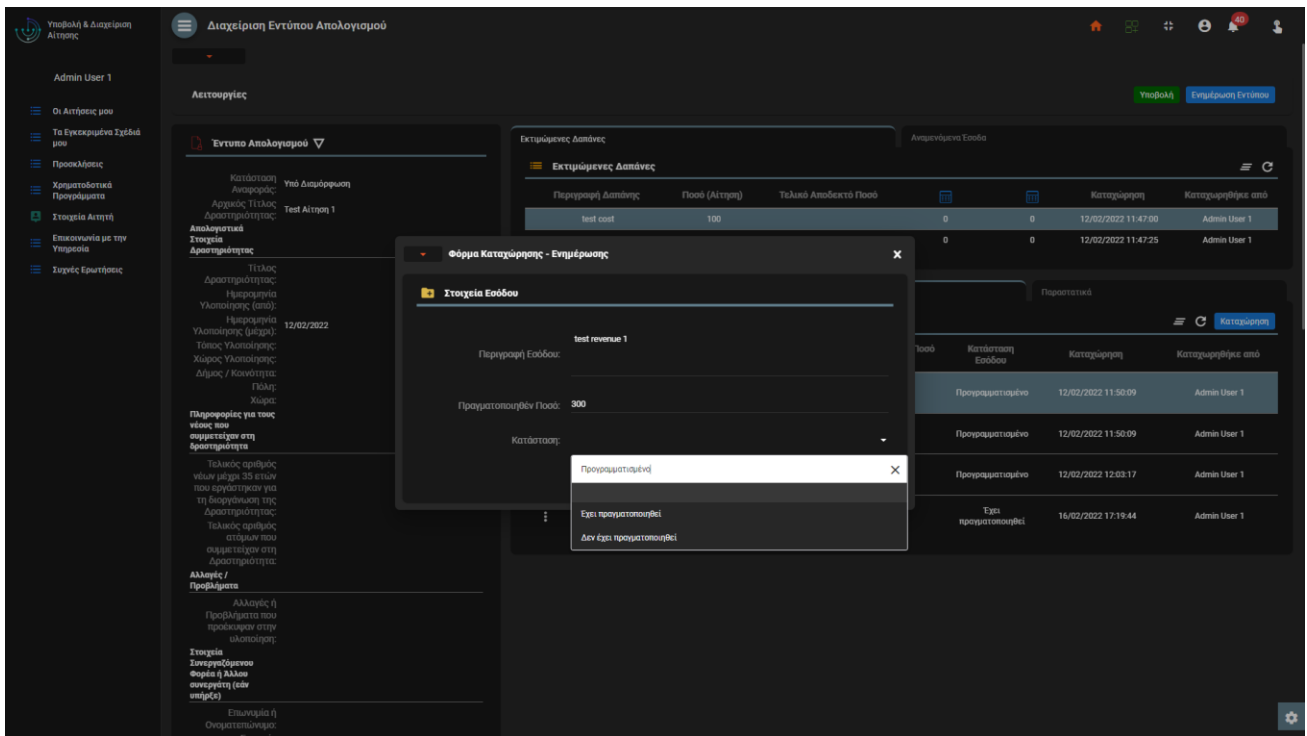 Υποβολή & Διαχείριση
Αίτησης
Διαχείριση Εντύπου Απολογισμού
40
Admin User 1
Οι Αιτήσεις μου
Τα Εγκεκριμένα Σχέδιά
μου
Προσκλήσεις
Χρηματοδοτικά
Προγράμματα
Στοιχεία Αιτητή
Επικοινωνία με την
Υπηρεσία
Συχνές Ερωτήσεις
Λειτουργίες
Υποβολή
Ενημέρωση Εντύπου
Έντυπο Απολογισμού
Κατάσταση
Αναφοράς:
Υπό Διαμόρφωση
Αρχικός Τίτλος
Δραστηριότητας:
Test Αίτηση 1
Απολογιστικά
Στοιχεία
Δραστηριότητας
Τίτλος
Δραστηριότητας:
Ημερομηνία
Υλοποίησης (από):
Ημερομηνία
Υλοποίησης (μέχρι):
12/02/2022
Τόπος Υλοποίησης:
Χώρος Υλοποίησης:
Δήμος / Κοινότητα:
Πόλη:
Χώρα:
Πληροφορίες για τους
νέους που
συμμετείχαν στη
δραστηριότητα
Τελικός αριθμός
νέων μέχρι 35 ετών
που εργάστηκαν για
τη διοργάνωση της
Δραστηριότητας:
Τελικός αριθμός
ατόμων που
συμμετείχαν στη
Δραστηριότητα:
Αλλαγές /
Προβλήματα
Αλλαγές ή
Προβλήματα που
προέκυψαν στην
υλοποίηση:
Στοιχεία
Συνεργαζόμενου
Φορέα ή Άλλου
συνεργάτη (εάν
υπήρξε)
Επωνυμία ή
Ονοματεπώνυμο:
Εκτιμώμενες Δαπάνες
Αναμενόμενα Έσοδα
Εκτιμώμενες Δαπάνες
Περιγραφή Δαπάνης Ποσό (Αίτηση) Τελικό Αποδεκτό Ποσό Καταχώρηση Καταχωρηθηκε από
test cost 100 0 0 12/02/2022 11:47:00 Admin User 1
0 0 12/02/2022 11:47:25 Admin User 1
Φόρμα Καταχώρησης - Ενημέρωσης
Στοιχεία Εσόδου
Περιγραφή Εσόδου:
test revenue 1
Πραγματοποιηθέν Ποσό: 300
Κατάσταση:
Προγραμματισμένο
Έχει πραγματοποιηθεί
Δεν έχει πραγματοποιηθεί
Παραστατικά
Καταχώρηση
Ποσό
Κατάσταση
Εσόδου
Καταχώρηση Καταχωρηθηκε από
Προγραμματισμένο 12/02/2022 11:50:09 Admin User 1
Προγραμματισμένο 12/02/2022 11:50:09 Admin User 1
Προγραμματισμένο 12/02/2022 12:03:17 Admin User 1
Έχει
πραγματοποιηθεί
16/02/2022 17:19:44 Admin User 1